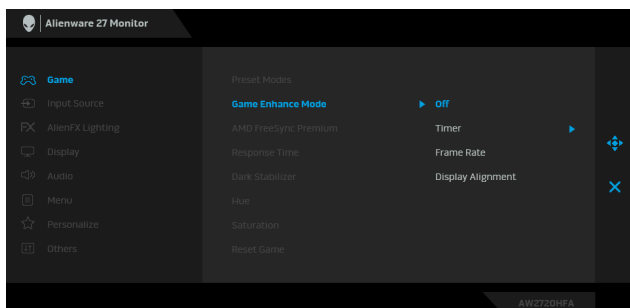 Alienware 27 Monitor
Game
Input Source
AlienFX Lighting
Display
Audio
Menu
Personalize
Others
Preset Modes
Game Enhance Mode
AMD FreeSync Premium
Response Time
Dark Stabilizer
Hue
Saturation
Reset Game
Off
Timer
Frame Rate
Display Alignment
AW2720HFA